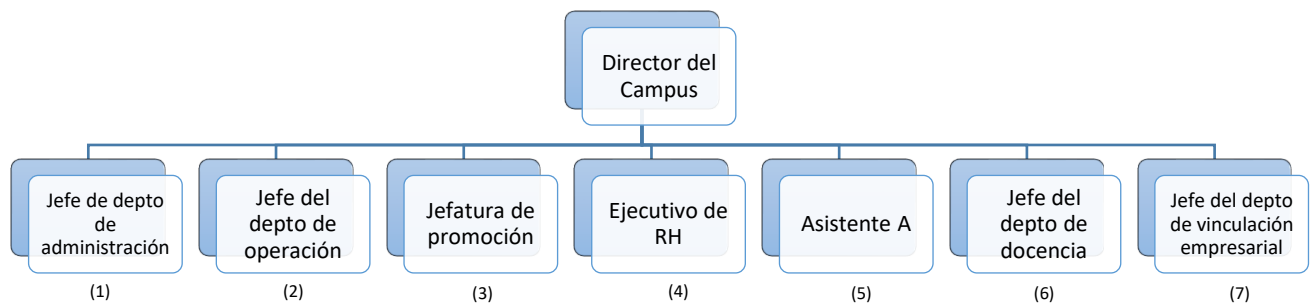 Director del
Campus
Jefe de depto
de
administración
Jefe del
depto de
operación
Jefatura de
promoción
Ejecutivo de
RH
Asistente A
Jefe del
depto de
docencia
Jefe del depto
de vinculación
empresarial
(1)
(2)
(3)
(4)
(5)
(6)
(7)